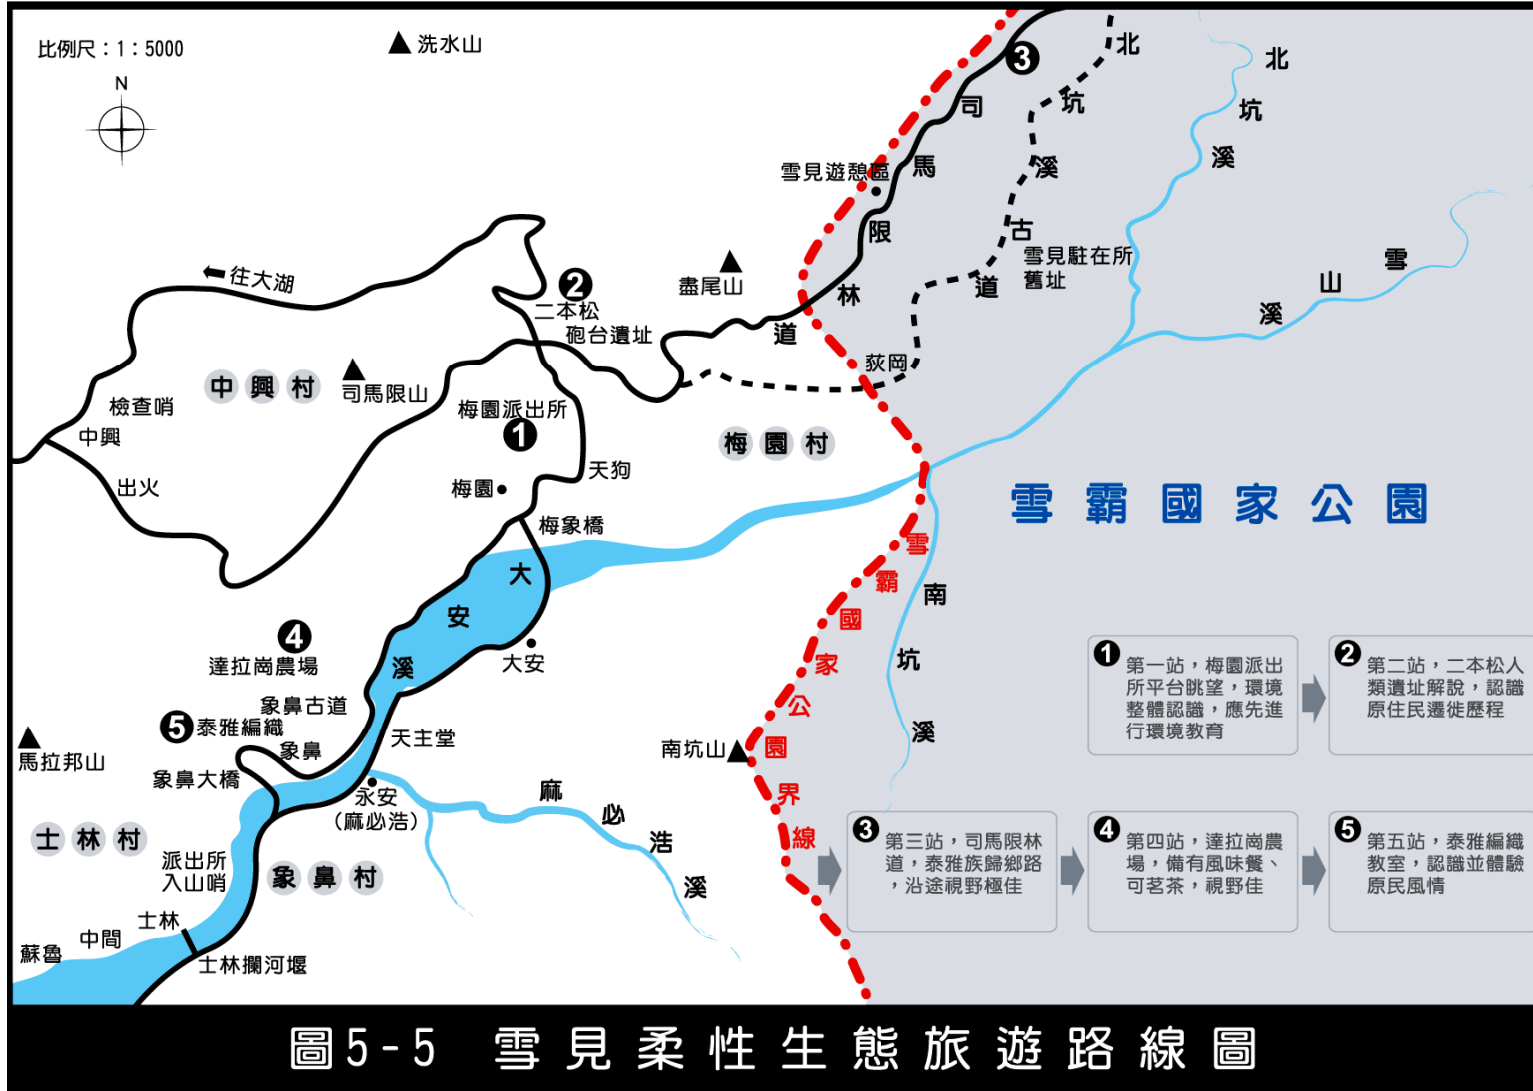 比例尺：1：5000
N
洗水山
3
北坑溪古道
北坑溪
司馬限林道
雪見遊憩區
雪見駐在所
舊址
雪山溪
往大湖
2
二本松
砲台遺址
盡尾山
荻岡
中興村
司馬限山
檢查哨
中興
出火
梅園派出所
1
梅園
天狗
梅園村
梅象橋
雪霸國家公園
大安溪
雪霸國家公園界線
南坑溪
4
達拉崗農場
大安
象鼻古道
5
泰雅編織
象鼻
天主堂
馬拉邦山
象鼻大橋
南坑山
永安
（麻必浩）
麻必浩溪
士林村
派出所
入山哨
象鼻村
士林
中間
蘇魯
士林攔河堰
1
第一站，梅園派出
所平台眺望，環境
整體認識，應先進
行環境教育
2
第二站，二本松人
類遺址解說，認識
原住民遷徙歷程
3
第三站，司馬限林
道，泰雅族歸鄉路
，沿途視野極佳
4
第四站，達拉崗農
場，備有風味餐、
可茗茶，視野佳
5
第五站，泰雅編織
教室，認識並體驗
原民風情
圖5-5 雪見柔性生態旅遊路線圖